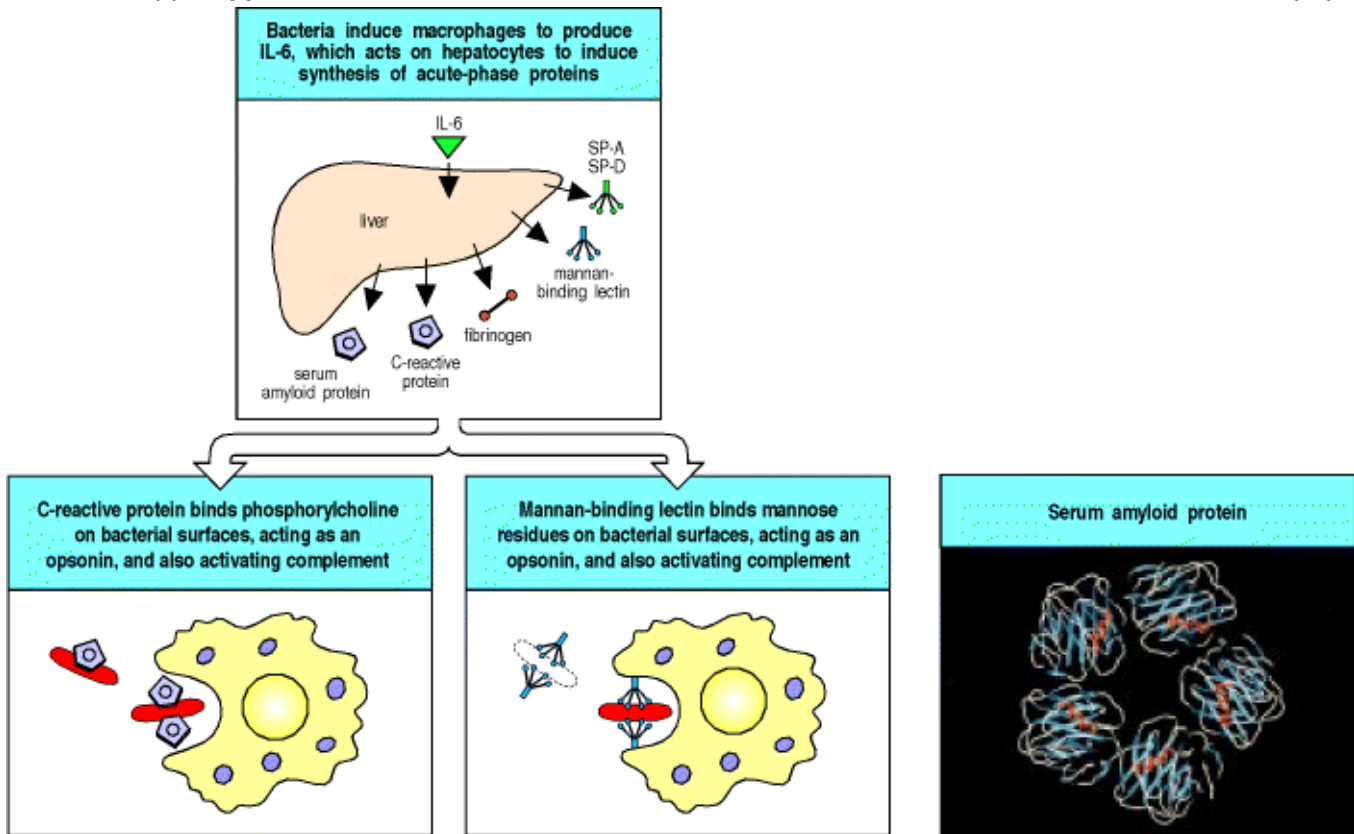 Bacteria induce macrophages to produce
IL-6, which acts on hepatocytes to induce
synthesis of acute-phase proteins
IL-6
SP-A
SP-D
liver
mannan-
binding lectin
fibrinogen
C-reactive
protein
serum
amyloid protein
C-reactive protein binds phosphorylcholine
on bacterial surfaces, acting as an
opsonin, and also activating complement
Mannan-binding lectin binds mannose
residues on bacterial surfaces, acting as an
opsonin, and also activating complement
Serum amyloid protein